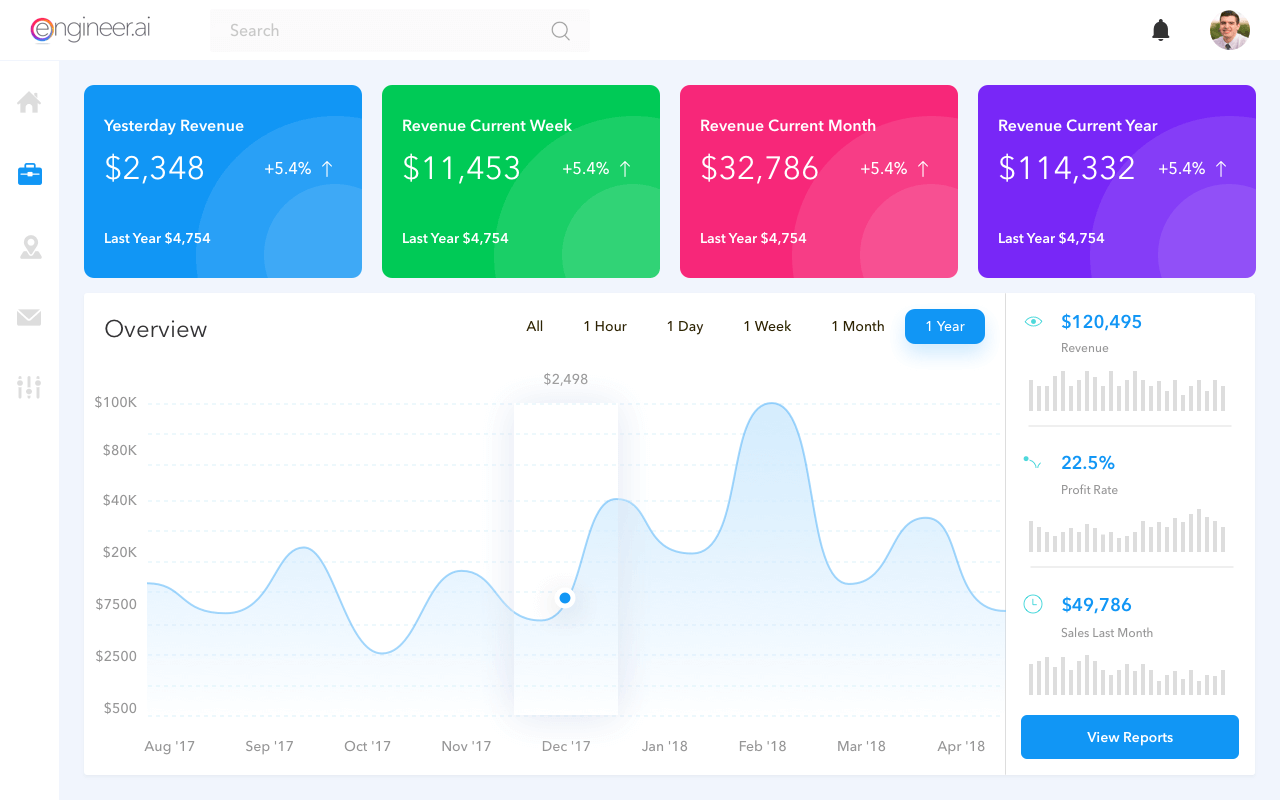 engineer.ai
Search
Yesterday Revenue
$2,348
+5.4% ↑
Last Year $4,754
Revenue Current Week
$11,453
+5.4% ↑
Last Year $4,754
Revenue Current Month
$32,786
+5.4% ↑
Last Year $4,754
Revenue Current Year
$114,332
+5.4% ↑
Last Year $4,754
Overview
All
1 Hour
1 Day
1 Week
1 Month
1 Year
$2,498
$100K
$80K
$40K
$20K
$7500
$2500
$500
Aug '17
Sep '17
Oct '17
Nov '17
Dec '17
Jan '18
Feb '18
Mar '18
Apr '18
$120,495
Revenue
22.5%
Profit Rate
$49,786
Sales Last Month
View Reports